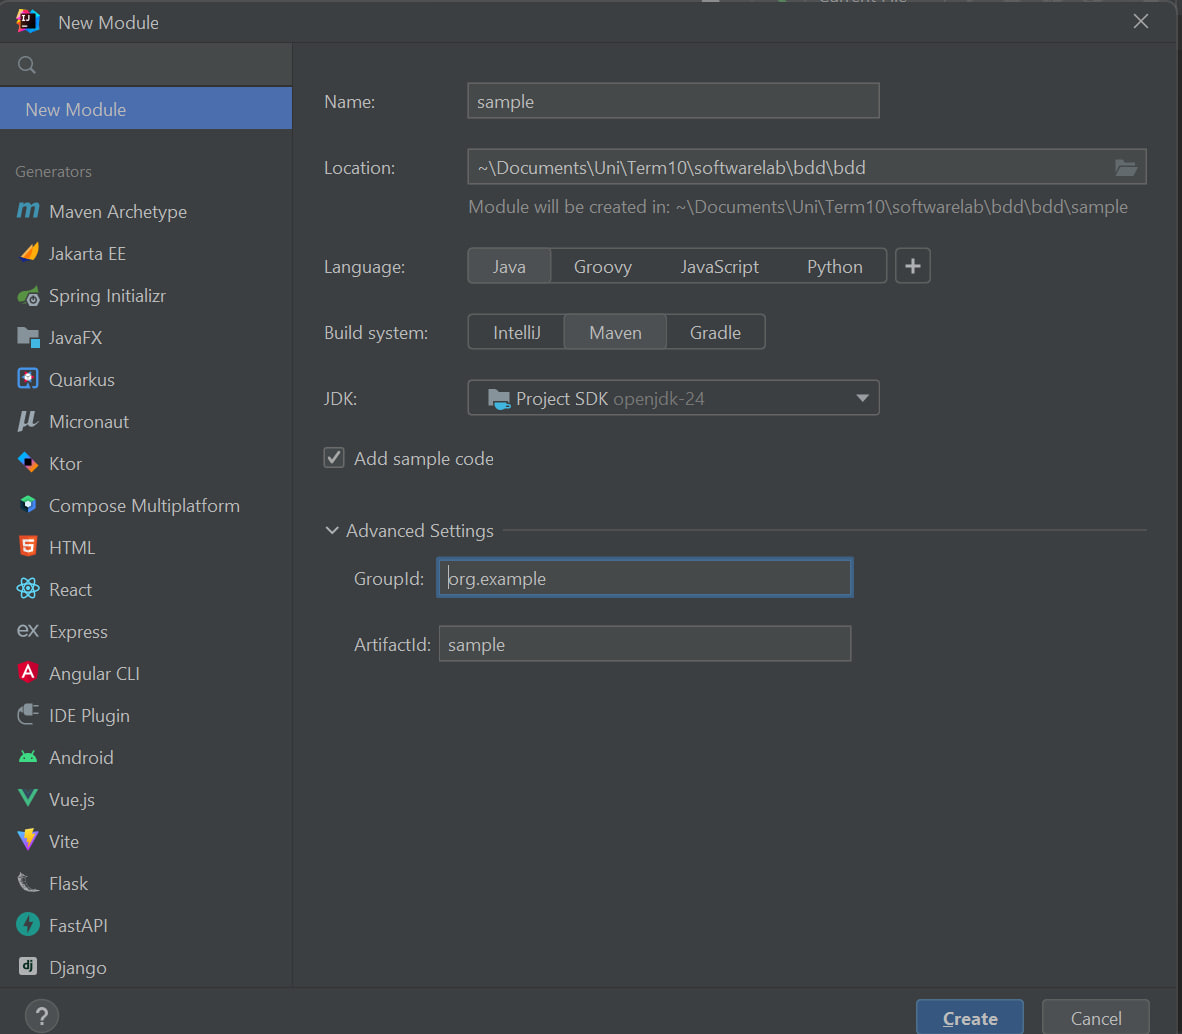 New Module
New Module
Generators
Maven Archetype
Jakarta EE
Spring Initializr
JavaFX
Quarkus
Micronaut
Ktor
Compose Multiplatform
HTML
React
Express
Angular CLI
IDE Plugin
Android
Vue.js
Vite
Flask
FastAPI
Django
Name: sample
Location: ~\Documents\Uni\Term10\softwarelab\bdd\bdd
Module will be created in: ~\Documents\Uni\Term10\softwarelab\bdd\bdd\sample
Language: Java Groovy JavaScript Python +
Build system: IntelliJ Maven Gradle
JDK: Project SDK openjdk-24
Add sample code
Advanced Settings
GroupId: org.example
ArtifactId: sample
? Create Cancel